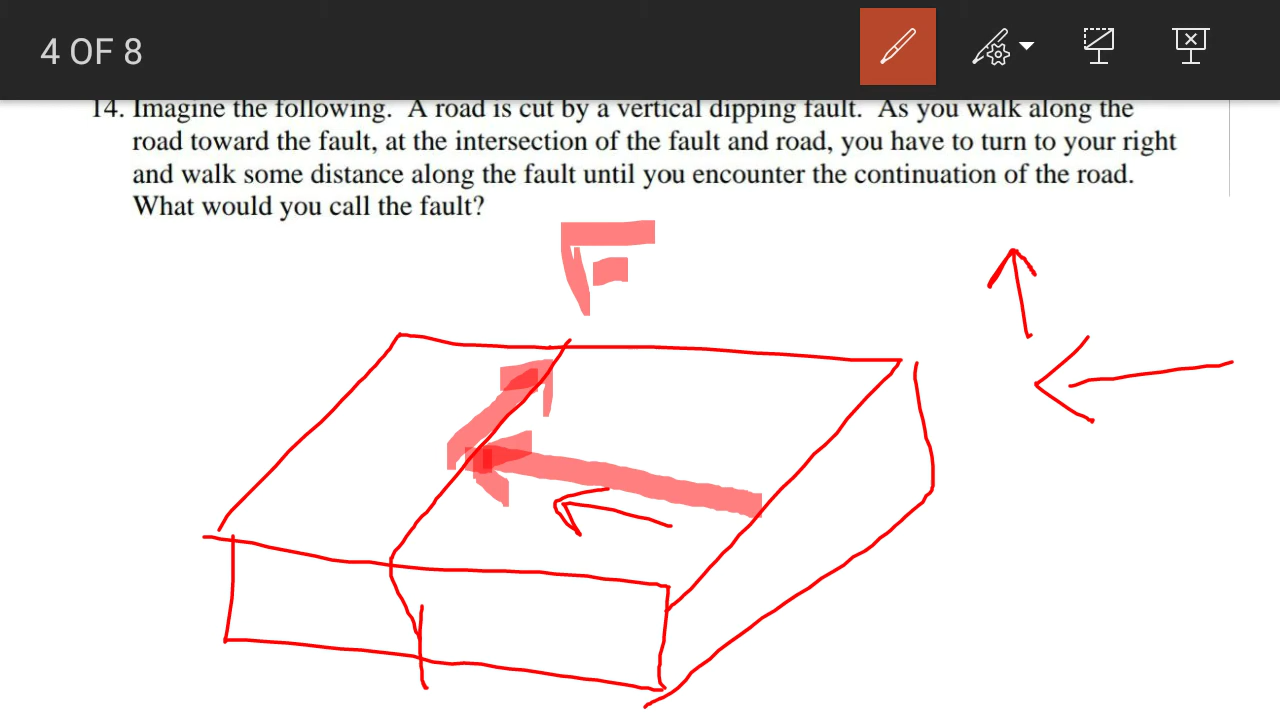 4 OF 8
14. Imagine the following. A road is cut by a vertical dipping fault. As you walk along the
road toward the fault, at the intersection of the fault and road, you have to turn to your right
and walk some distance along the fault until you encounter the continuation of the road.
What would you call the fault?
F